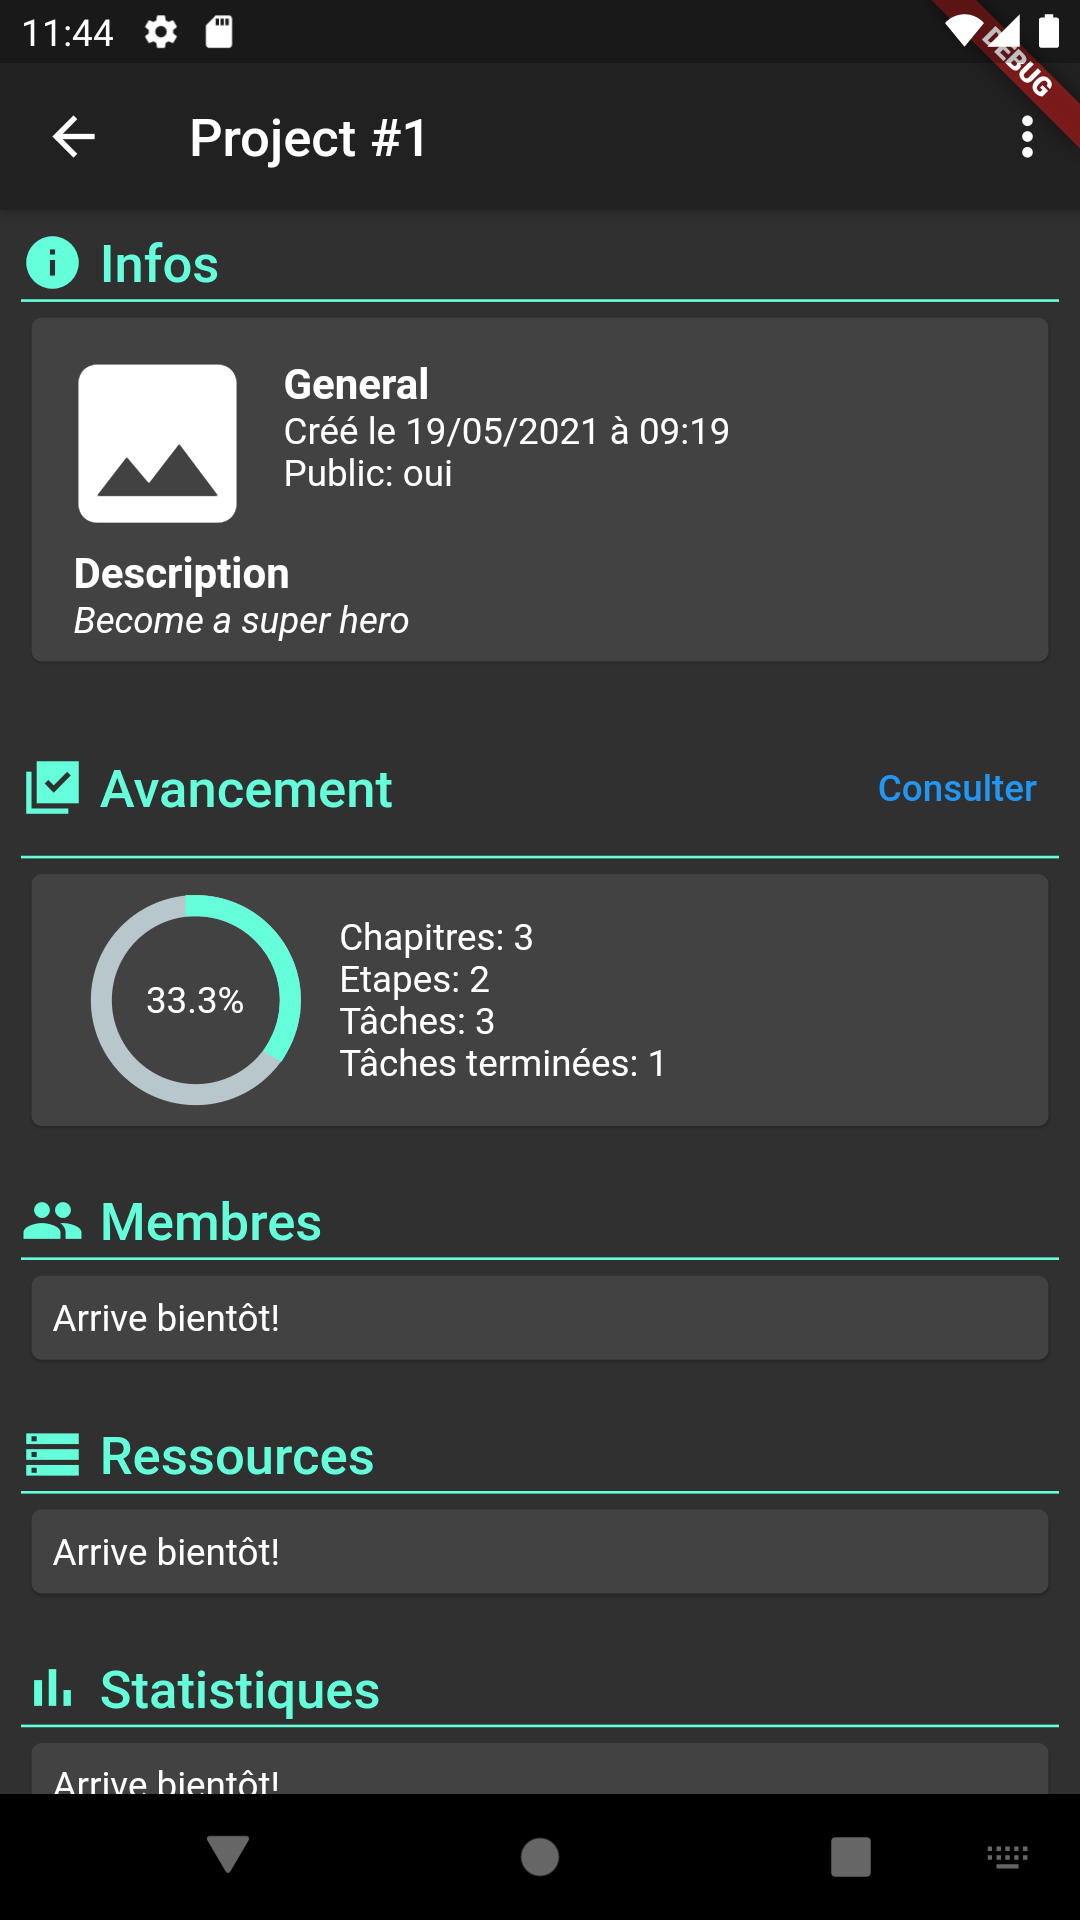 11:44
DEBUG
Project #1
Infos
General
Créé le 19/05/2021 à 09:19
Public: oui
Description
Become a super hero
Avancement
Consulter
33.3%
Chapitres: 3
Etapes: 2
Tâches: 3
Tâches terminées: 1
Membres
Arrive bientôt!
Ressources
Arrive bientôt!
Statistiques
Arrive bientôt!